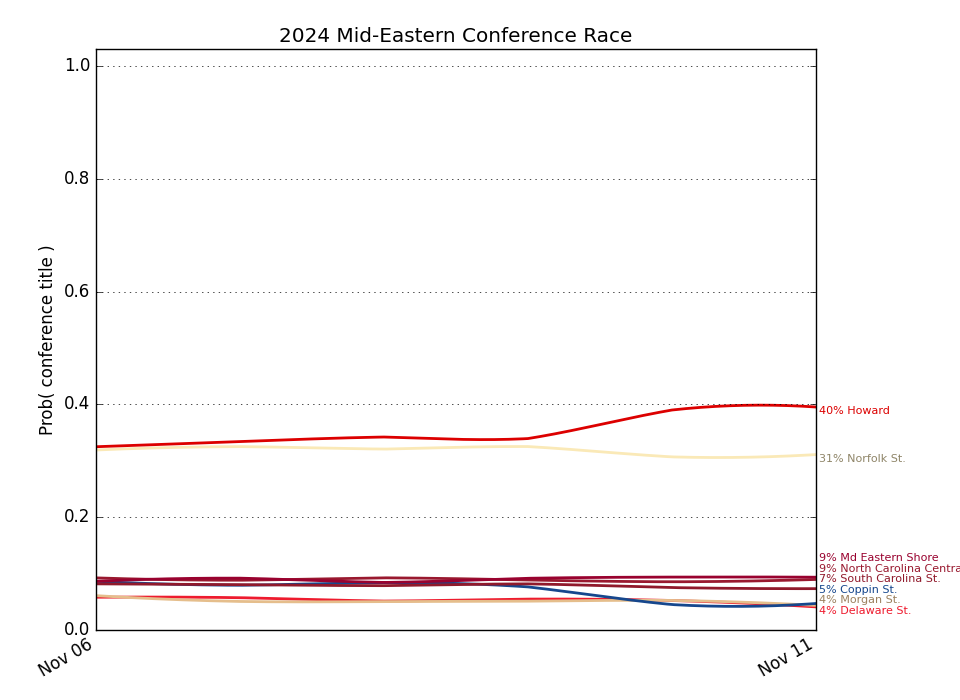 2024 Mid-Eastern Conference Race
Prob( conference title )
1.0
0.8
0.6
0.4
0.2
0.0
Nov 06
Nov 11
40% Howard
31% Norfolk St.
9% Md Eastern Shore
9% North Carolina Centra
7% South Carolina St.
5% Coppin St.
4% Morgan St.
4% Delaware St.